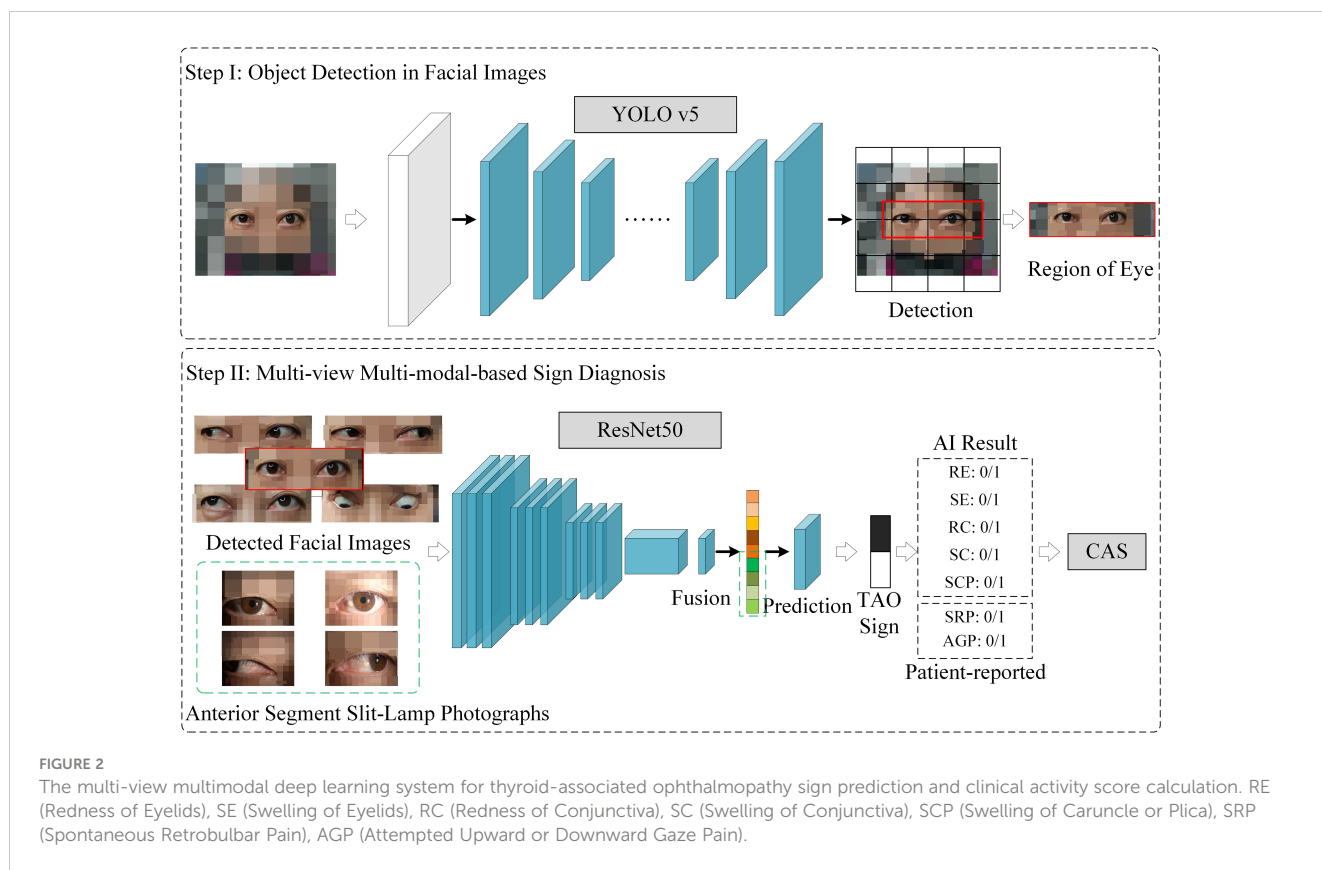 Step I: Object Detection in Facial Images
YOLO v5
......
Detection
Region of Eye
Step II: Multi-view Multi-modal-based Sign Diagnosis
ResNet50
Detected Facial Images
Anterior Segment Slit-Lamp Photographs
Fusion
Prediction
TAO
Sign
AI Result
RE: 0/1
SE: 0/1
RC: 0/1
SC: 0/1
SCP: 0/1
SRP: 0/1
AGP: 0/1
Patient-reported
CAS
FIGURE 2
The multi-view multimodal deep learning system for thyroid-associated ophthalmopathy sign prediction and clinical activity score calculation. RE
(Redness of Eyelids), SE (Swelling of Eyelids), RC (Redness of Conjunctiva), SC (Swelling of Conjunctiva), SCP (Swelling of Caruncle or Plica), SRP
(Spontaneous Retrobulbar Pain), AGP (Attempted Upward or Downward Gaze Pain).